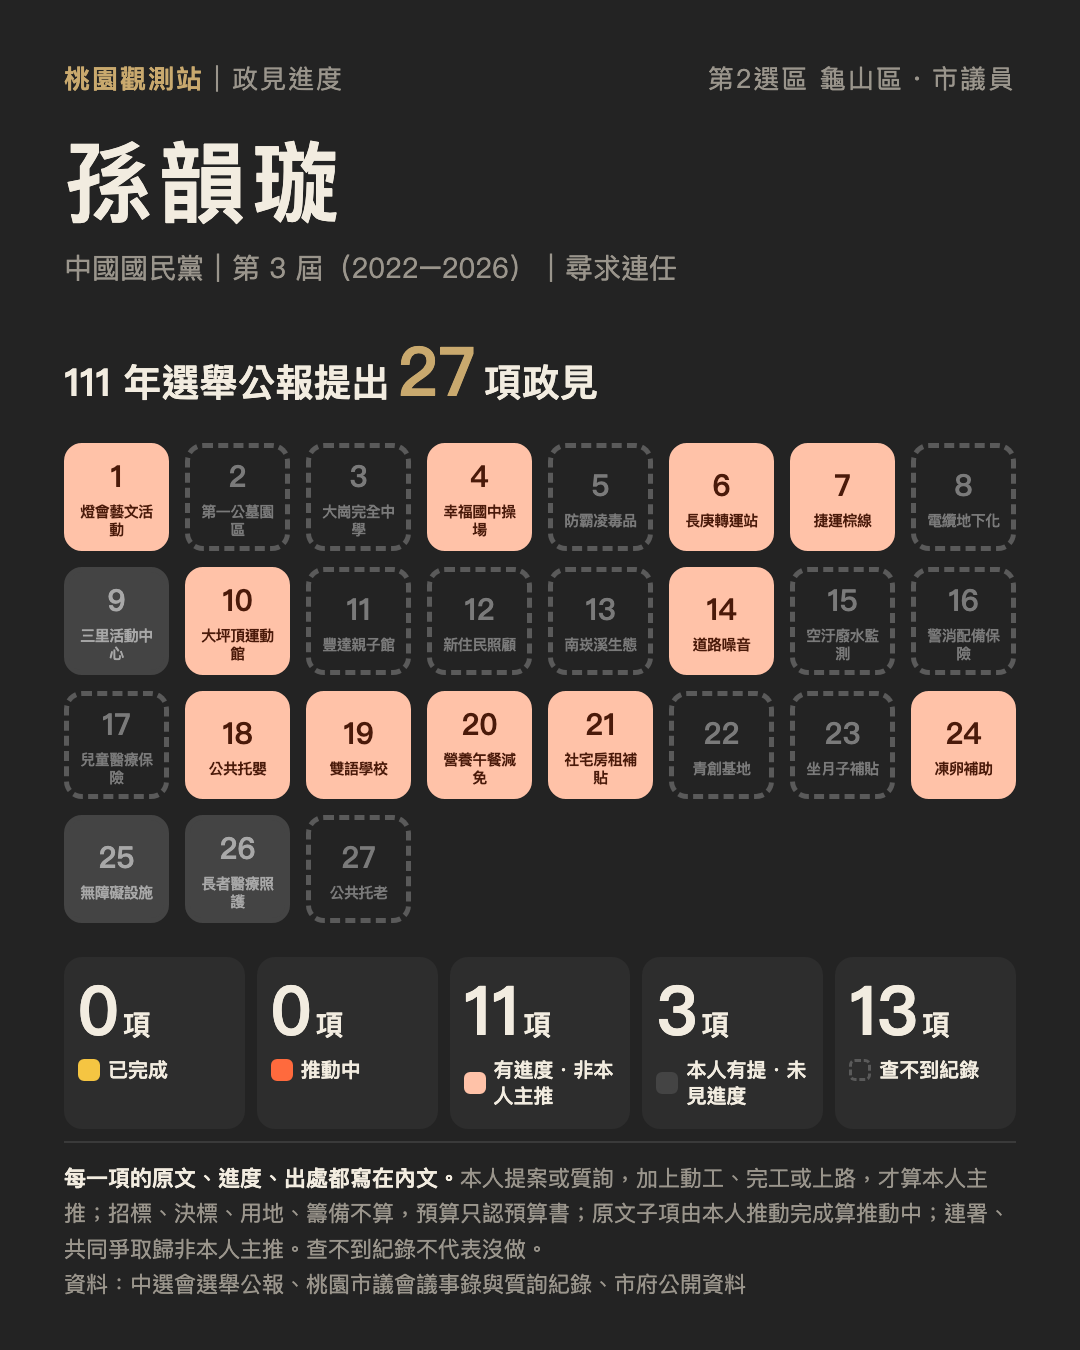 桃園觀測站｜政見進度
第2選區 龜山區・市議員
孫韻璇
中國國民黨｜第 3 屆（2022–2026）｜尋求連任
111 年選舉公報提出 27 項政見
1
燈會藝文活
動
2
第一公墓園
區
3
大崗完全中
學
4
幸福國中操
場
5
防霸凌毒品
6
長庚轉運站
7
捷運棕線
8
電纜地下化
9
三里活動中
心
10
大坪頂運動
館
11
豐達親子館
12
新住民照顧
13
南崁溪生態
14
道路噪音
15
空汙廢水監
測
16
警消配備保
險
17
兒童醫療保
險
18
公共托嬰
19
雙語學校
20
營養午餐減
免
21
社宅房租補
貼
22
青創基地
23
坐月子補貼
24
凍卵補助
25
無障礙設施
26
長者醫療照
護
27
公共托老
0項
已完成
0項
推動中
11項
有進度・非本
人主推
3項
本人有提・未
見進度
13項
查不到紀錄
每一項的原文、進度、出處都寫在內文。本人提案或質詢，加上動工、完工或上路，才算本人主
推；招標、決標、用地、籌備不算，預算只認預算書；原文子項由本人推動完成算推動中；連署、
共同爭取歸非本人主推。查不到紀錄不代表沒做。
資料：中選會選舉公報、桃園市議會議事錄與質詢紀錄、市府公開資料